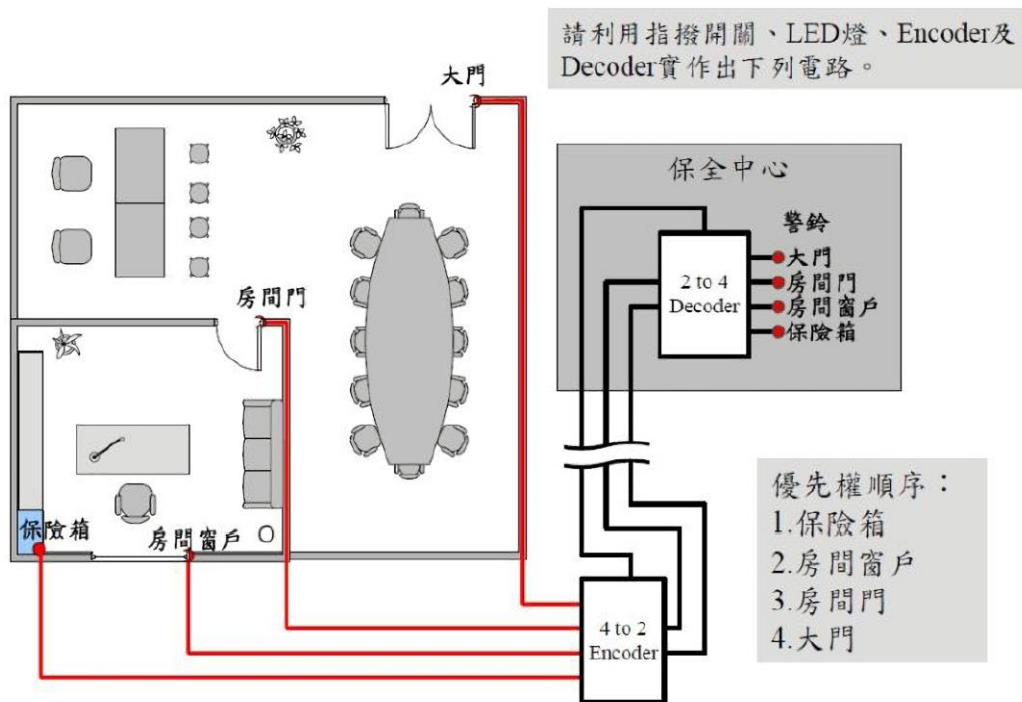 請利用指撥開關、LED燈、Encoder及
Decoder實作出下列電路。
大門
保全中心
警鈴
大門
房間門
房間窗戶
保險箱
2 to 4
Decoder
房間門
保險箱
房間窗戶
4 to 2
Encoder
優先權順序：
1.保險箱
2.房間窗戶
3.房間門
4.大門